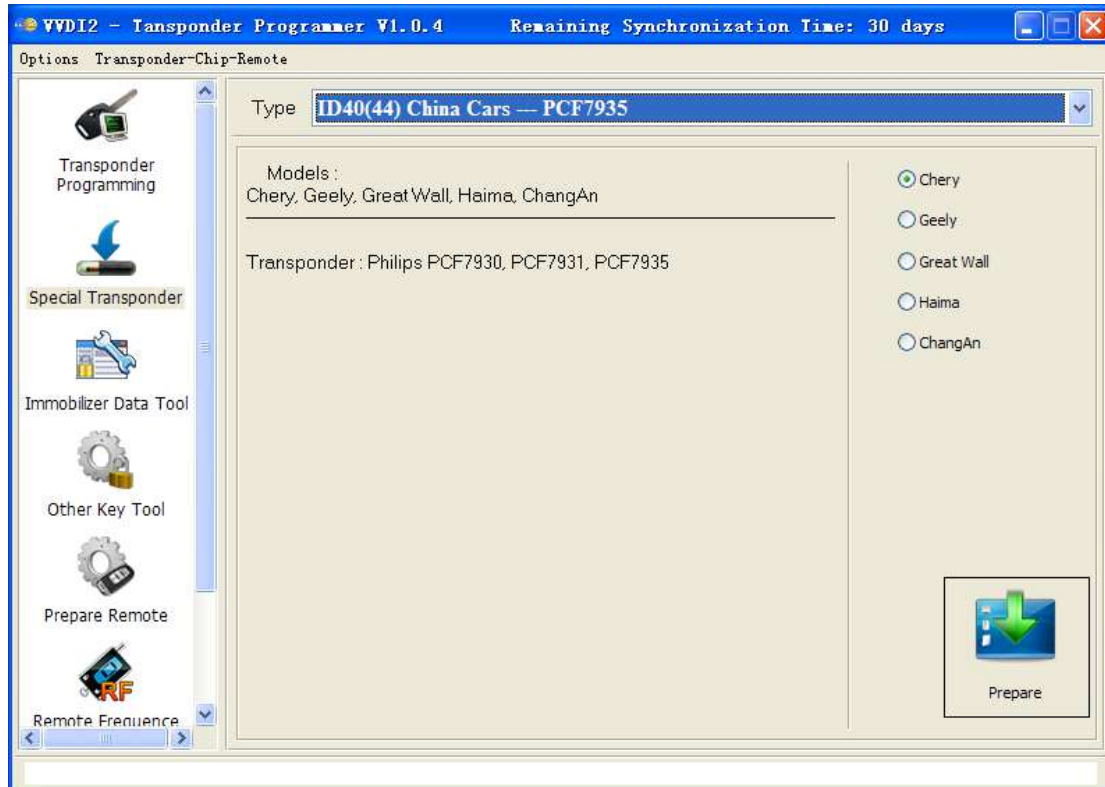 VVDI2 - Tansponder Programmer V1.0.4 Remaining Synchronization Time: 30 days
Options Transponder-Chip-Remote
Transponder
Programming
Special Transponder
Immobilizer Data Tool
Other Key Tool
Prepare Remote
RF
Remote Frequence
Type ID40(44) China Cars --- PCF7935
Models :
Chery, Geely, Great Wall, Haima, ChangAn
Transponder : Philips PCF7930, PCF7931, PCF7935
Chery
Geely
Great Wall
Haima
ChangAn
Prepare